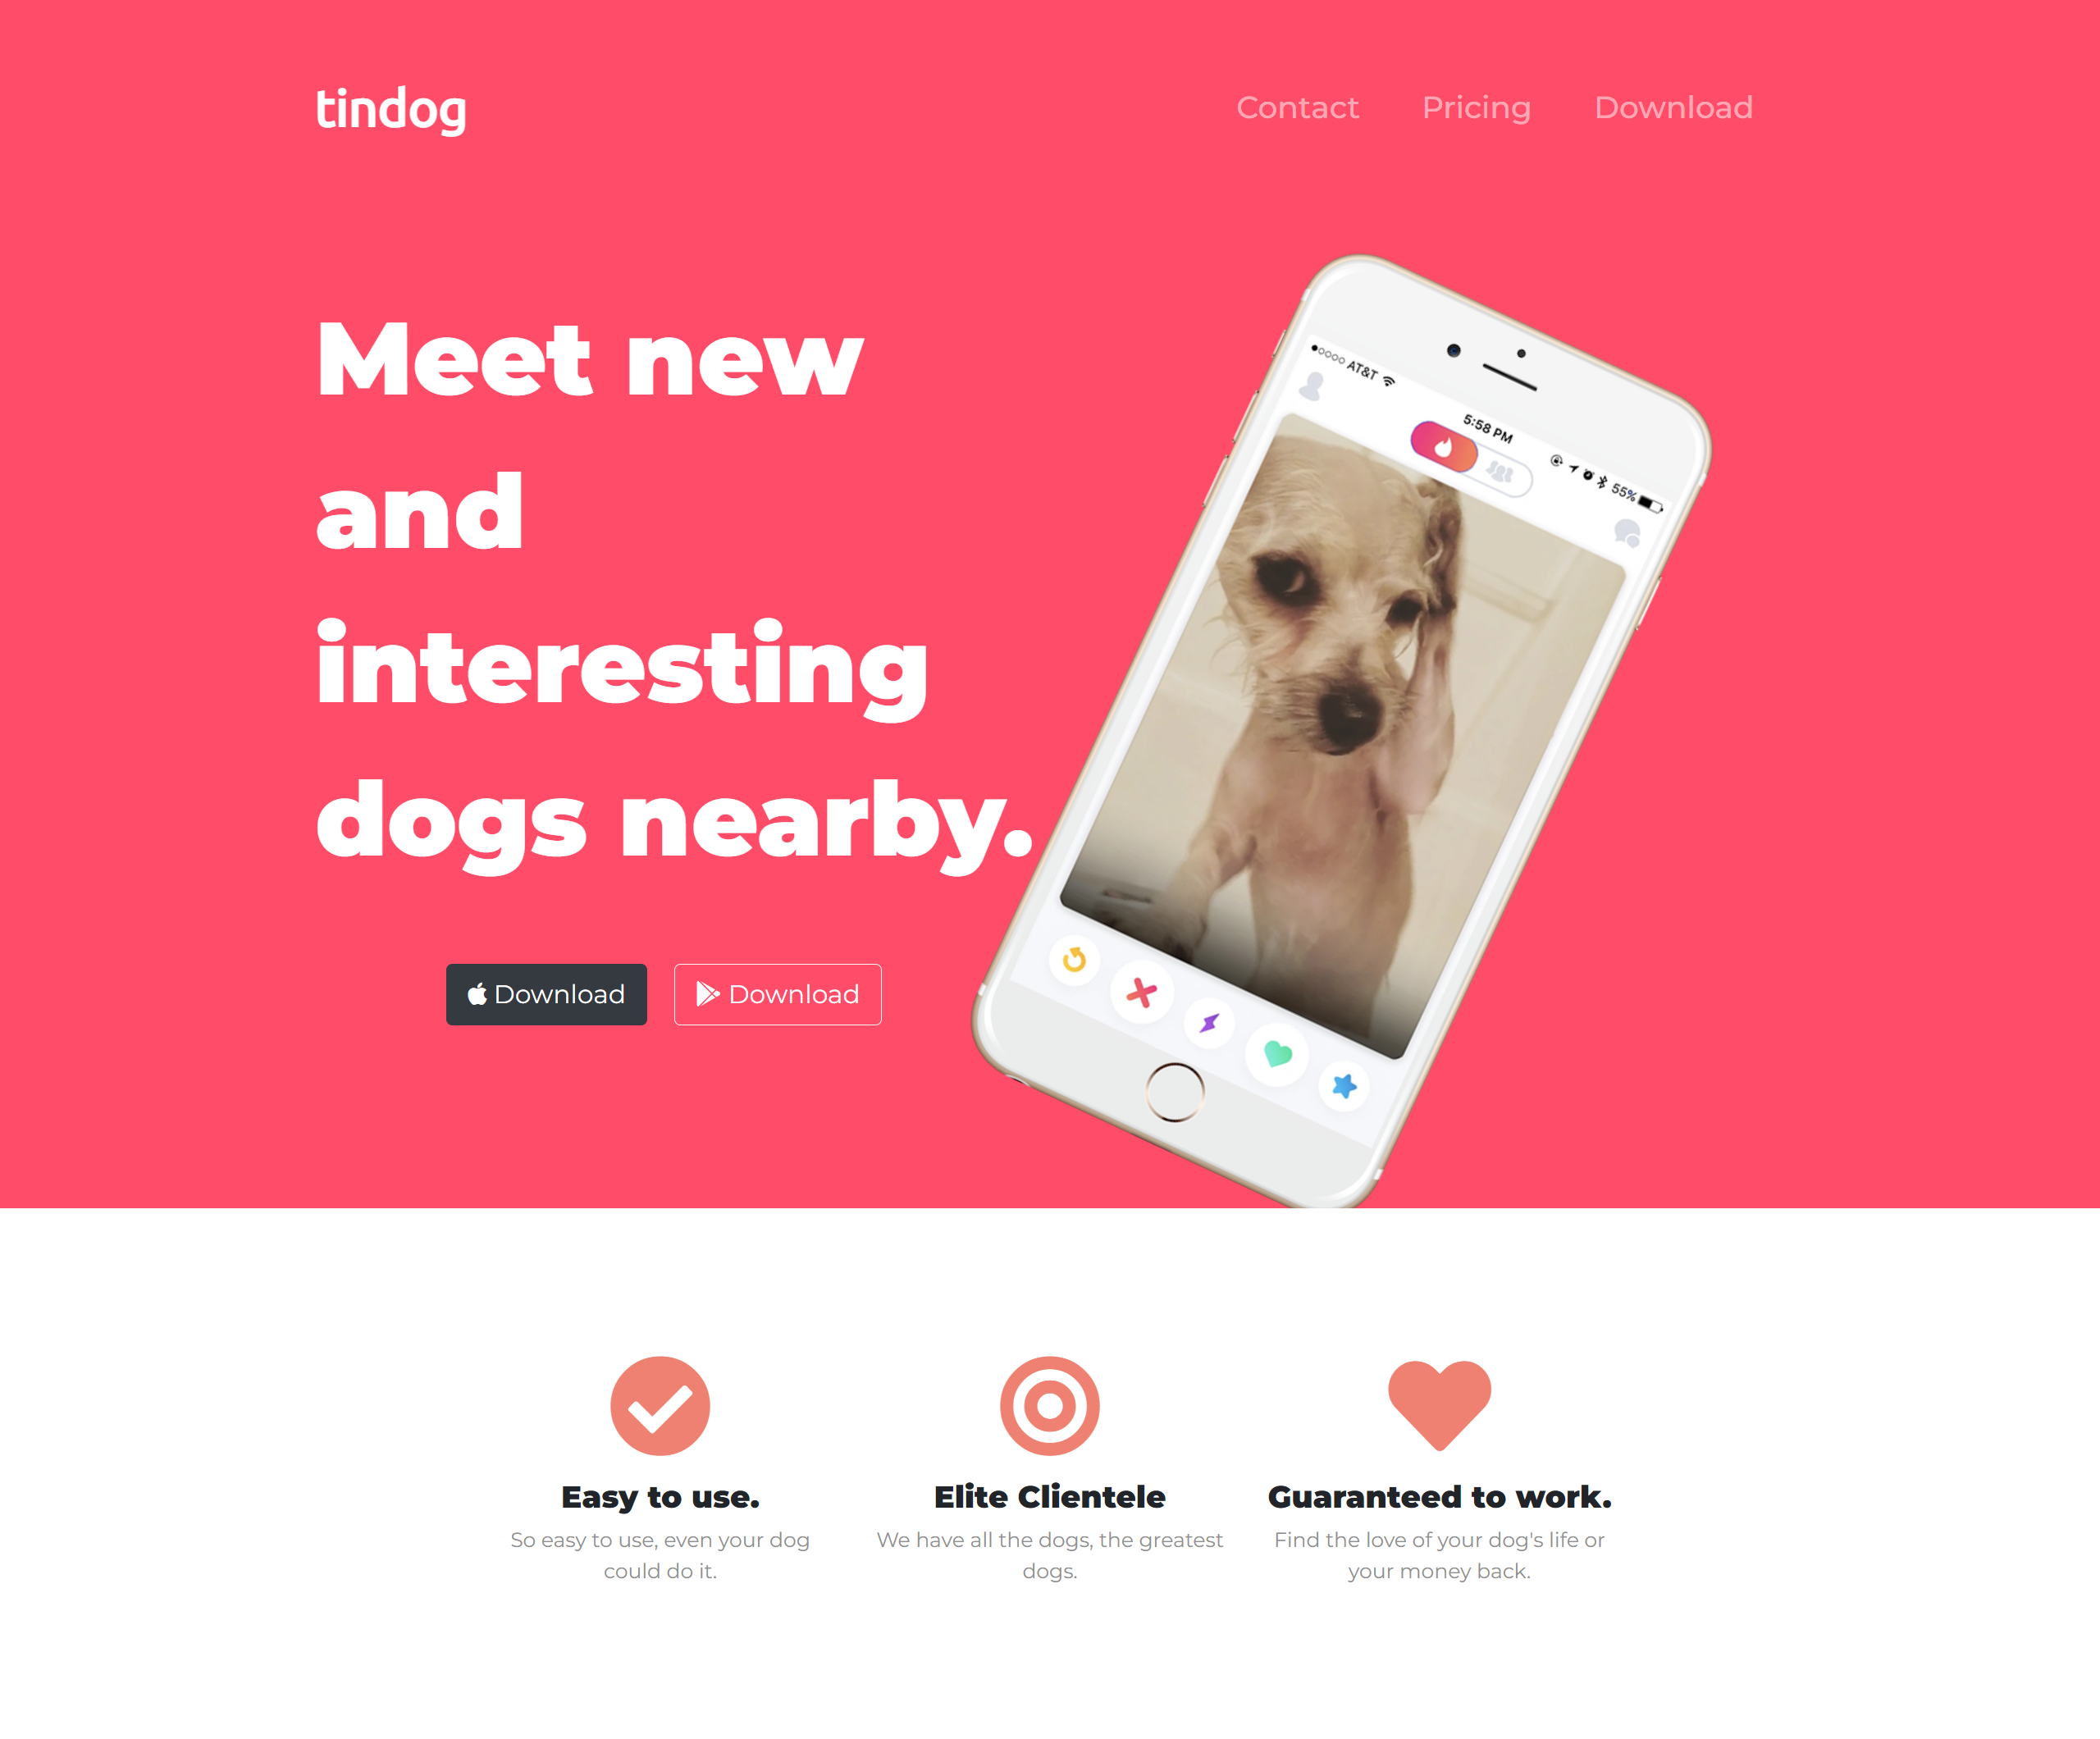 tindog
Contact Pricing Download
Meet new
and
interesting
dogs nearby.
AT&T
5:58 PM
55%
Download
Download
Easy to use.
So easy to use, even your dog
could do it.
Elite Clientele
We have all the dogs, the greatest
dogs.
Guaranteed to work.
Find the love of your dog's life or
your money back.